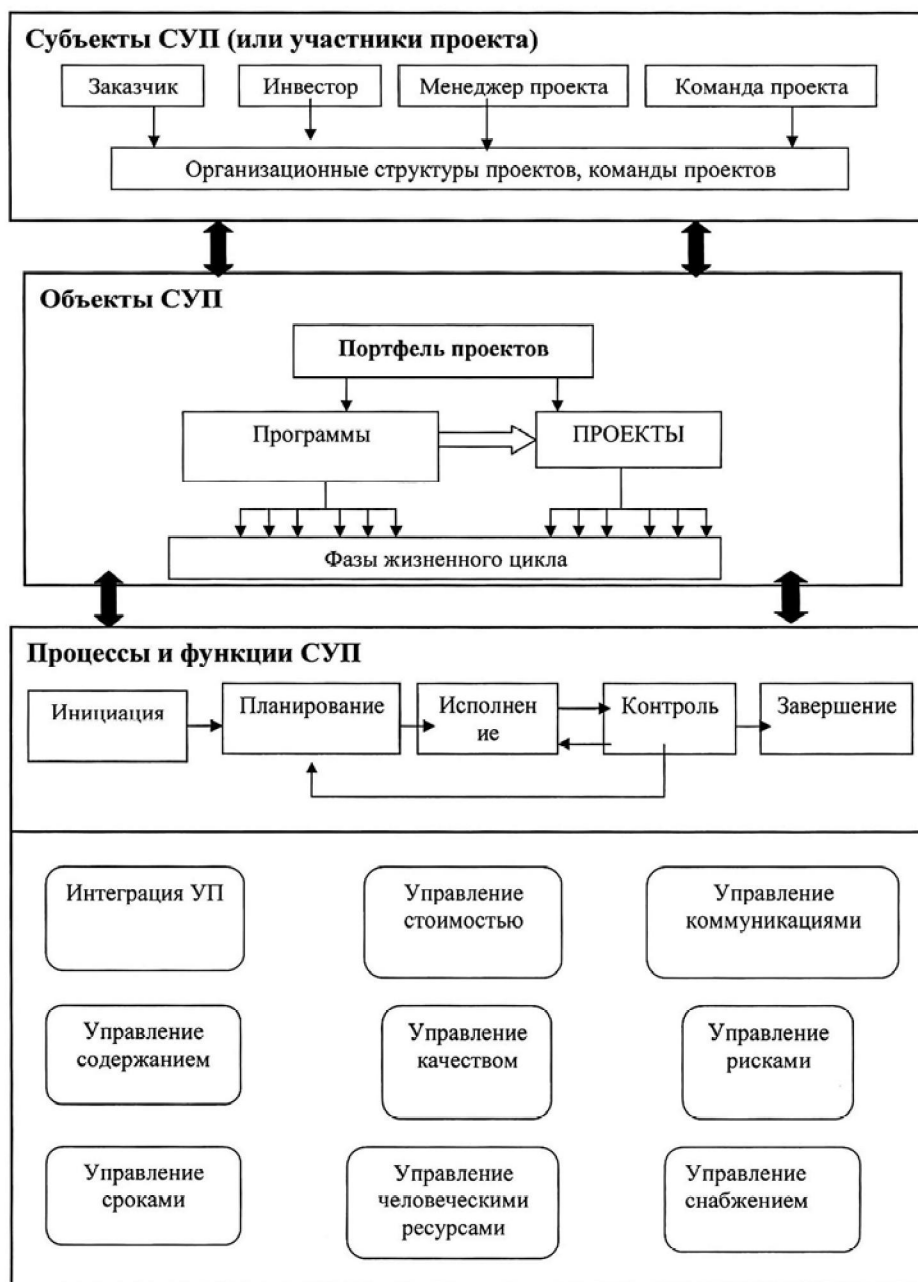 Субъекты СУП (или участники проекта)
Заказчик
Инвестор
Менеджер проекта
Команда проекта
Организационные структуры проектов, команды проектов
Объекты СУП
Портфель проектов
Программы
ПРОЕКТЫ
Фазы жизненного цикла
Процессы и функции СУП
Инициация
Планирование
Исполнен
ие
Контроль
Завершение
Интеграция УП
Управление
стоимостью
Управление
коммуникациями
Управление
содержанием
Управление
качеством
Управление
рисками
Управление
сроками
Управление
человеческими
ресурсами
Управление
снабжением